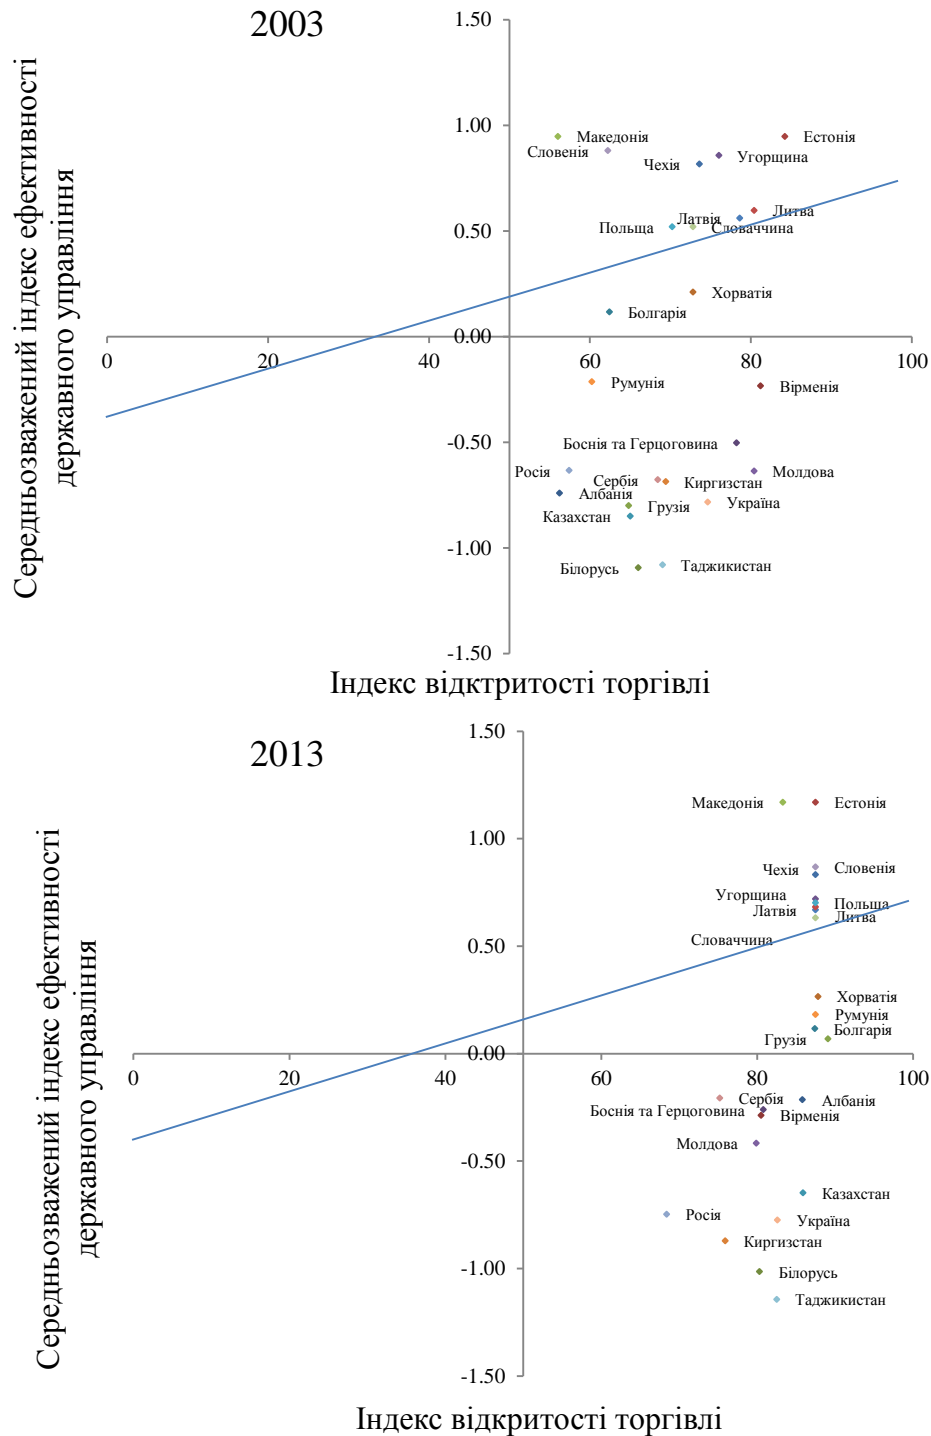 2003
1.50
1.00
0.50
0.00
-0.50
-1.00
-1.50
0
20
40
60
80
100
Середньозважений індекс ефективності
державного управління
Македонія
Естонія
Словенія
Чехія
Угорщина
Латвія
Литва
Польща
Словаччина
Хорватія
Болгарія
Румунія
Вірменія
Боснія та Герцоговина
Росія
Сербія
Киргизстан
Молдова
Албанія
Грузія
Україна
Казахстан
Білорусь
Таджикистан
Індекс відктритості торгівлі
2013
1.50
1.00
0.50
0.00
-0.50
-1.00
-1.50
0
20
40
60
80
100
Середньозважений індекс ефективності
державного управління
Македонія
Естонія
Чехія
Словенія
Угорщина
Польща
Латвія
Литва
Словаччина
Хорватія
Румунія
Болгарія
Грузія
Сербія
Албанія
Боснія та Герцоговина
Вірменія
Молдова
Казахстан
Росія
Україна
Киргизстан
Білорусь
Таджикистан
Індекс відкритості торгівлі